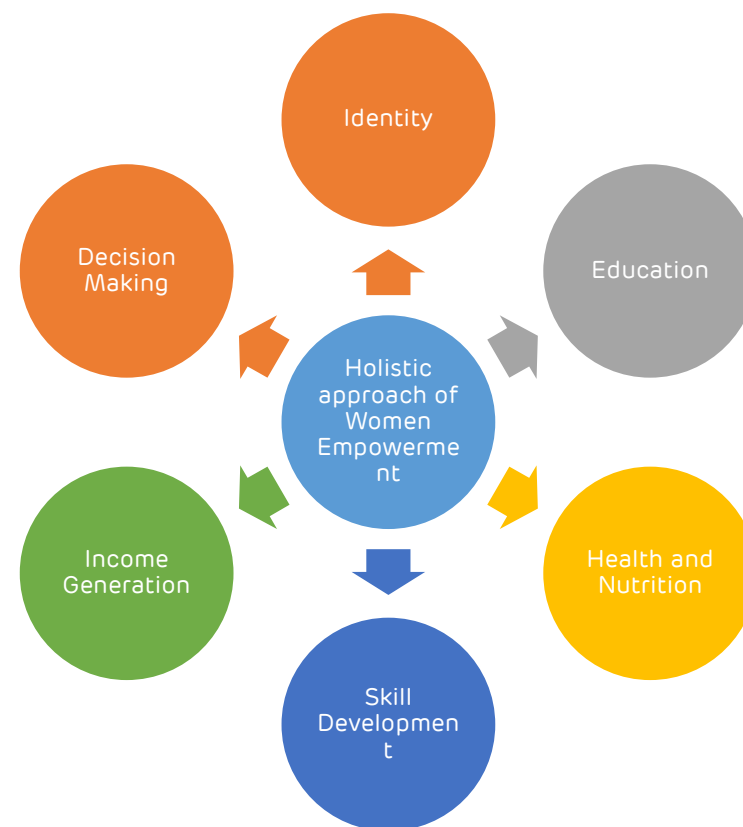 Identity
Decision
Making
Education
Holistic
approach of
Women
Empowerme
nt
Income
Generation
Health and
Nutrition
Skill
Developmen
t